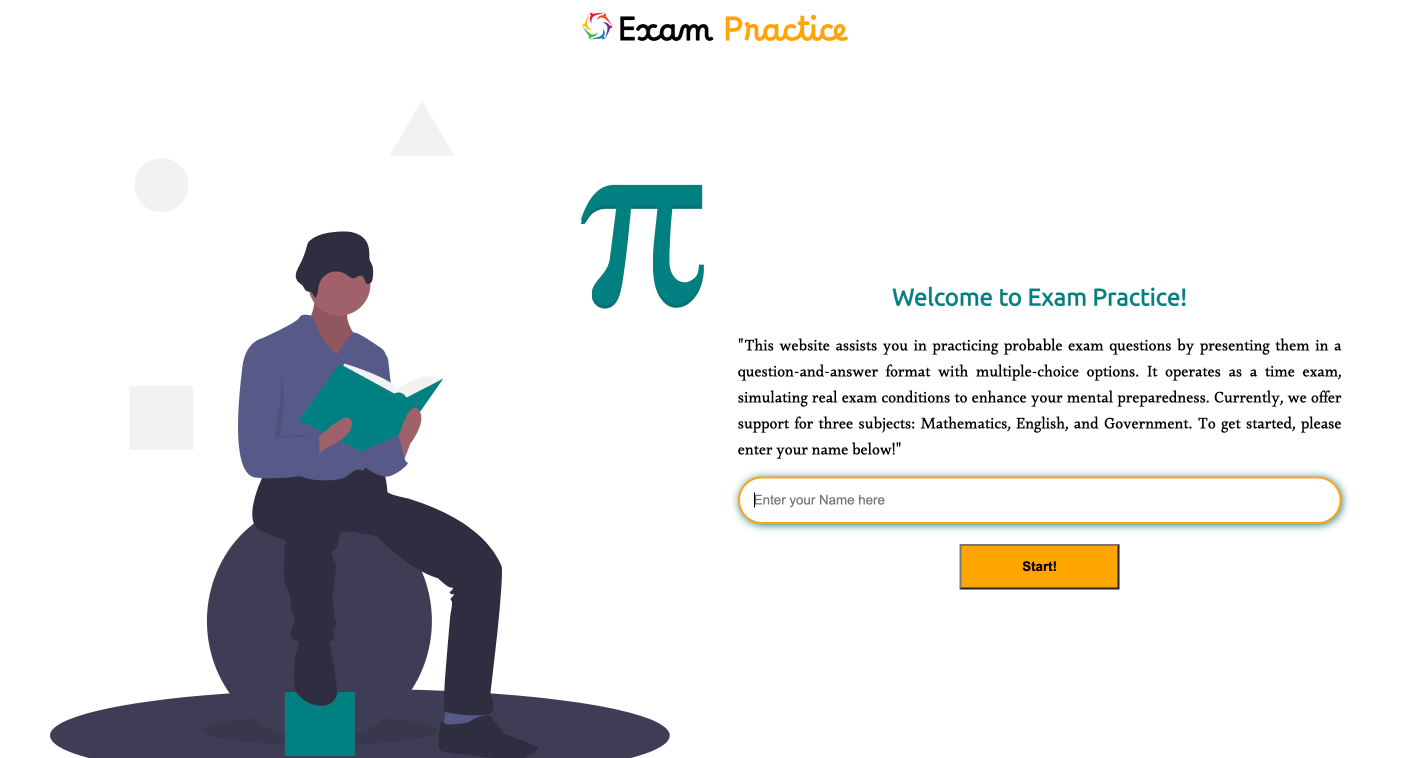 Exam Practice
π
Welcome to Exam Practice!
"This website assists you in practicing probable exam questions by presenting them in a
question-and-answer format with multiple-choice options. It operates as a time exam,
simulating real exam conditions to enhance your mental preparedness. Currently, we offer
support for three subjects: Mathematics, English, and Government. To get started, please
enter your name below!"
Enter your Name here
Start!